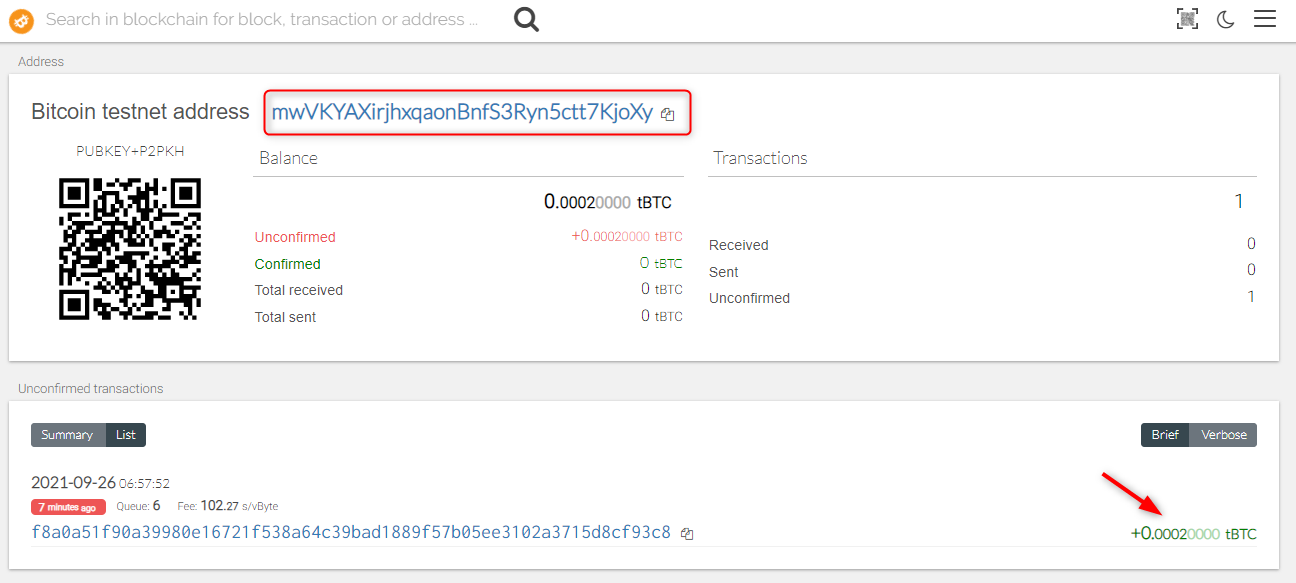 Search in blockchain for block, transaction or address ...
Address
Bitcoin testnet address mwVKYAXirjhxqaonBnfS3Ryn5ctt7KjoXy
PUBKEY+P2PKH
Balance
0.00020000 tBTC
Unconfirmed +0.00020000 tBTC
Confirmed 0 tBTC
Total received 0 tBTC
Total sent 0 tBTC
Transactions
1
Received 0
Sent 0
Unconfirmed 1
Unconfirmed transactions
Summary List
Brief Verbose
2021-09-26 06:57:52
7 minutes ago Queue: 6 Fee: 102.27 s/vByte
f8a0a51f90a39980e16721f538a64c39bad1889f57b05ee3102a3715d8cf93c8 +0.00020000 tBTC